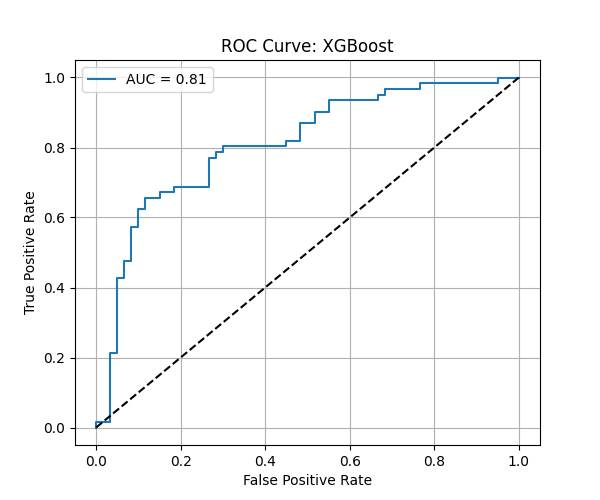 ROC Curve: XGBoost
AUC = 0.81
1.0
0.8
0.6
0.4
0.2
0.0
True Positive Rate
0.0 0.2 0.4 0.6 0.8 1.0
False Positive Rate